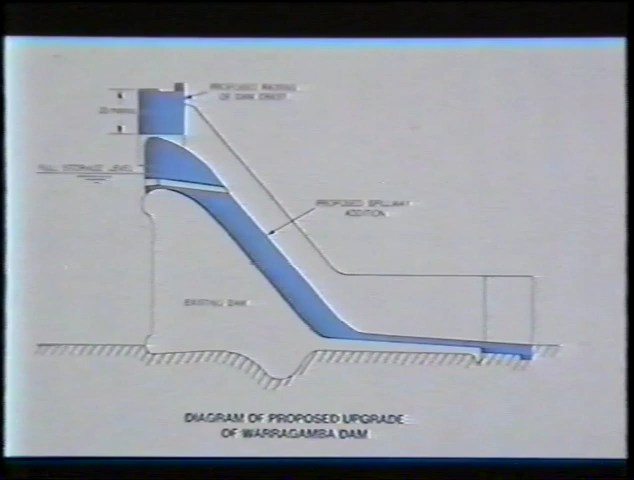 PROPOSED RAISING
OF DAM CREST
FULL STORAGE LEVEL
PROPOSED SPILLWAY
ADDITION
EXISTING DAM
DIAGRAM OF PROPOSED UPGRADE
OF WARRAGAMBA DAM